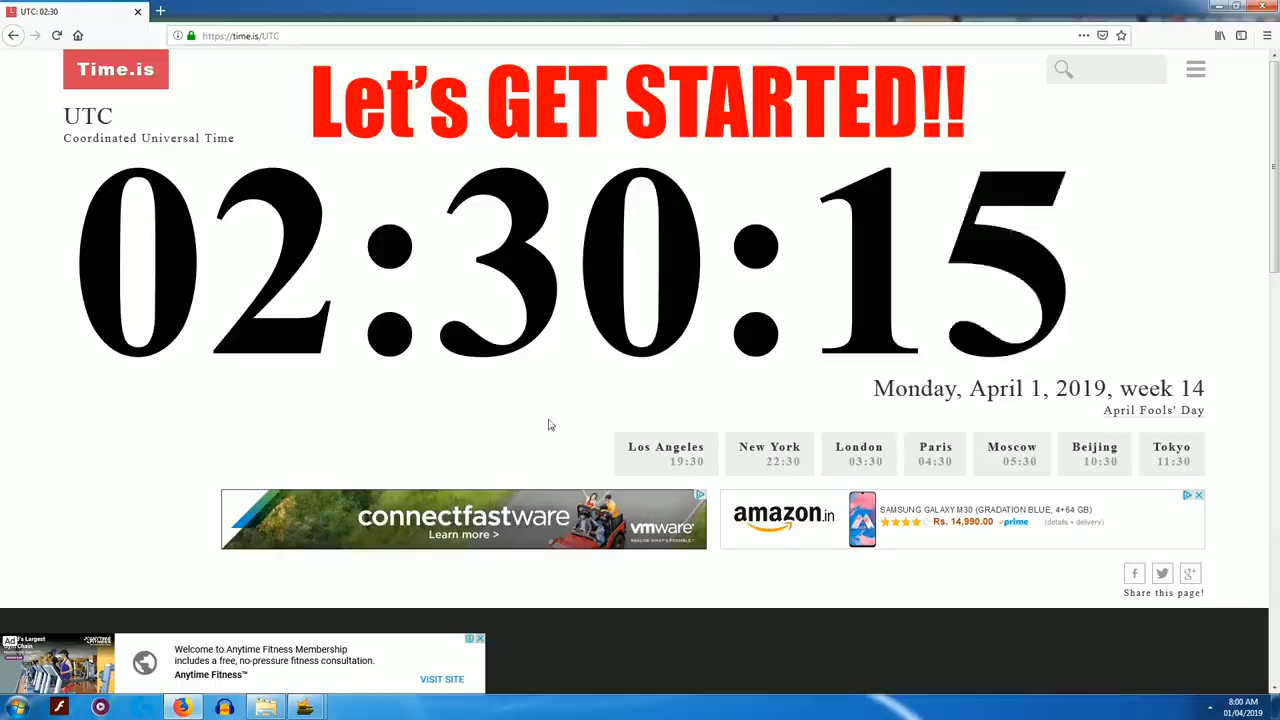 UTC: 02:30
https://time.is/UTC
Time.is
Let's GET STARTED!!
UTC
Coordinated Universal Time
02:30:15
Monday, April 1, 2019, week 14
April Fools' Day
Los Angeles
19:30
New York
22:30
London
03:30
Paris
04:30
Moscow
05:30
Beijing
10:30
Tokyo
11:30
connectfastware
Learn more >
vmware
amazon.in
SAMSUNG GALAXY M30 (GRADATION BLUE, 4+64 GB)
Rs. 14,990.00 prime (details + delivery)
f
g+
Share this page!
Ad
Welcome to Anytime Fitness Membership
includes a free, no-pressure fitness consultation.
Anytime Fitness™
VISIT SITE
8:00 AM
01/04/2019